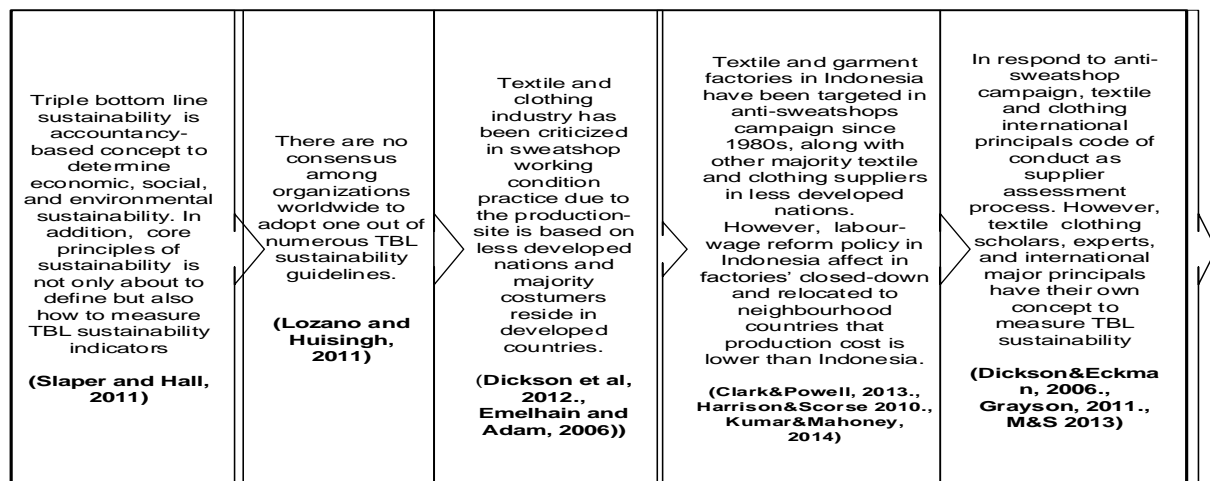 Triple bottom line
sustainability is
accountancy-
based concept to
determine
economic, social,
and environmental
sustainability. In
addition, core
principles of
sustainability is
not only about to
define but also
how to measure
TBL sustainability
indicators
(Slaper and Hall,
2011)
There are no
consensus
among
organizations
worldwide to
adopt one out of
numerous TBL
sustainability
guidelines.
(Lozano and
Huisingh,
2011)
Textile and
clothing
industry has
been criticized
in sweatshop
working
condition
practice due to
the production-
site is based on
less developed
nations and
majority
costumers
reside in
developed
countries.
(Dickson et al,
2012.,
Emelhain and
Adam, 2006))
Textile and garment
factories in Indonesia
have been targeted in
anti-sweatshops
campaign since
1980s, along with
other majority textile
and clothing suppliers
in less developed
nations.
However, labour-
wage reform policy in
Indonesia affect in
factories' closed-down
and relocated to
neighbourhood
countries that
production cost is
lower than Indonesia.
(Clark&Powell, 2013.,
Harrison&Scorse 2010.,
Kumar&Mahoney,
2014)
In respond to anti-
sweatshop
campaign, textile
and clothing
international
principals code of
conduct as
supplier
assessment
process. However,
textile clothing
scholars, experts,
and international
major principals
have their own
concept to
measure TBL
sustainability
(Dickson&Eckma
n, 2006.,
Grayson, 2011.,
M&S 2013)